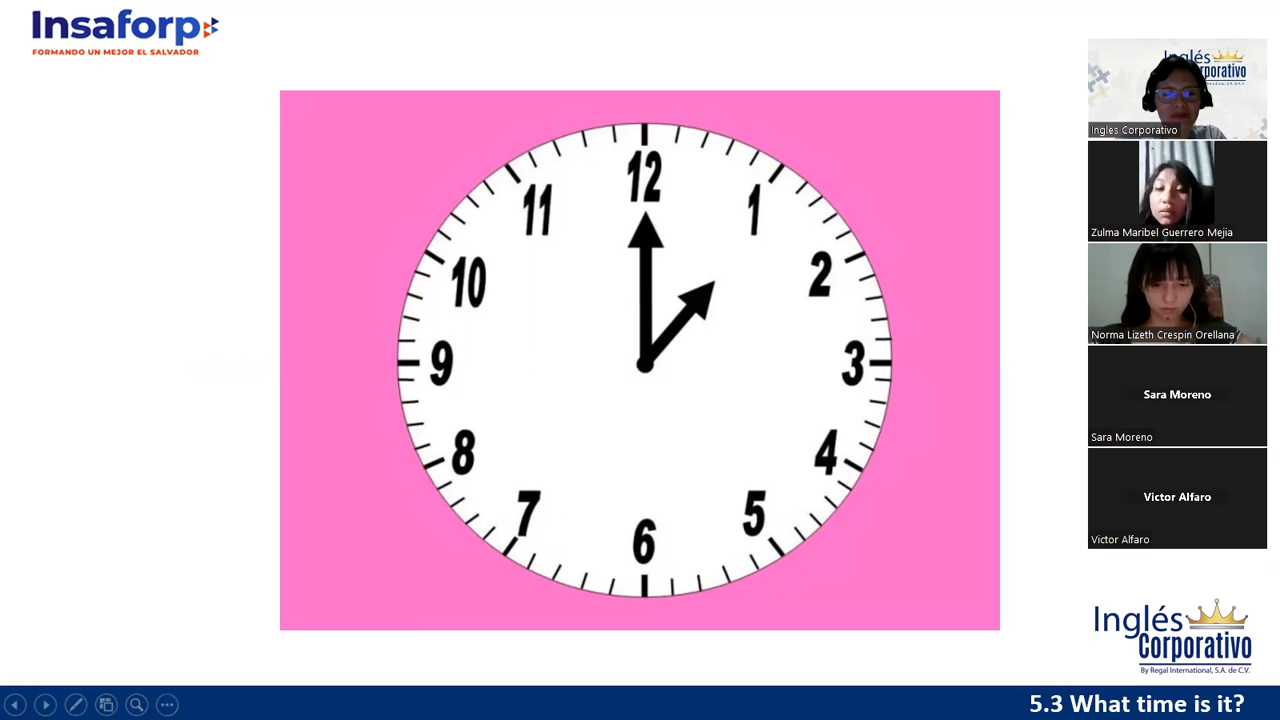 Insaforp
FORMANDO UN MEJOR EL SALVADOR
12
11
1
10
2
9
3
8
4
7
5
6
Inglés
Corporativo
Ingles Corporativo
Zulma Maribel Guerrero Mejia
Norma Lizeth Crespin Orellana
Sara Moreno
Sara Moreno
Victor Alfaro
Victor Alfaro
Inglés
Corporativo
By Regal International, S.A. de C.V.
5.3 What time is it?